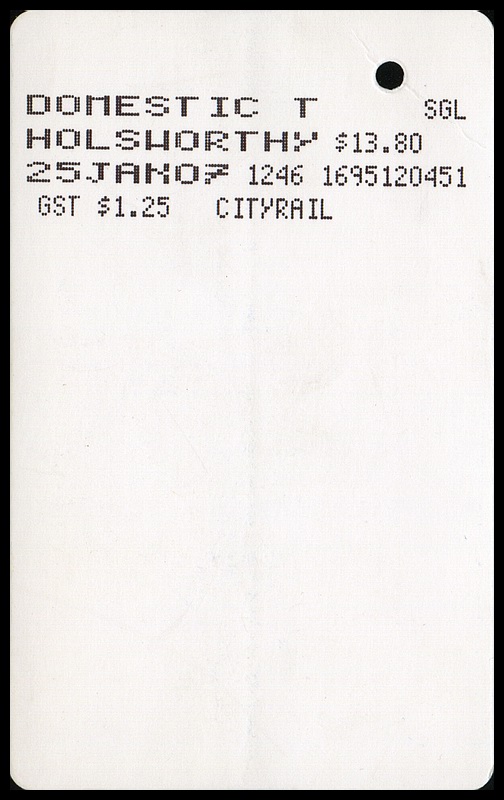 DOMESTIC T SGL
HOLSWORTHY $13.80
25JAN07 1246 1695120451
GST $1.25 CITYRAIL